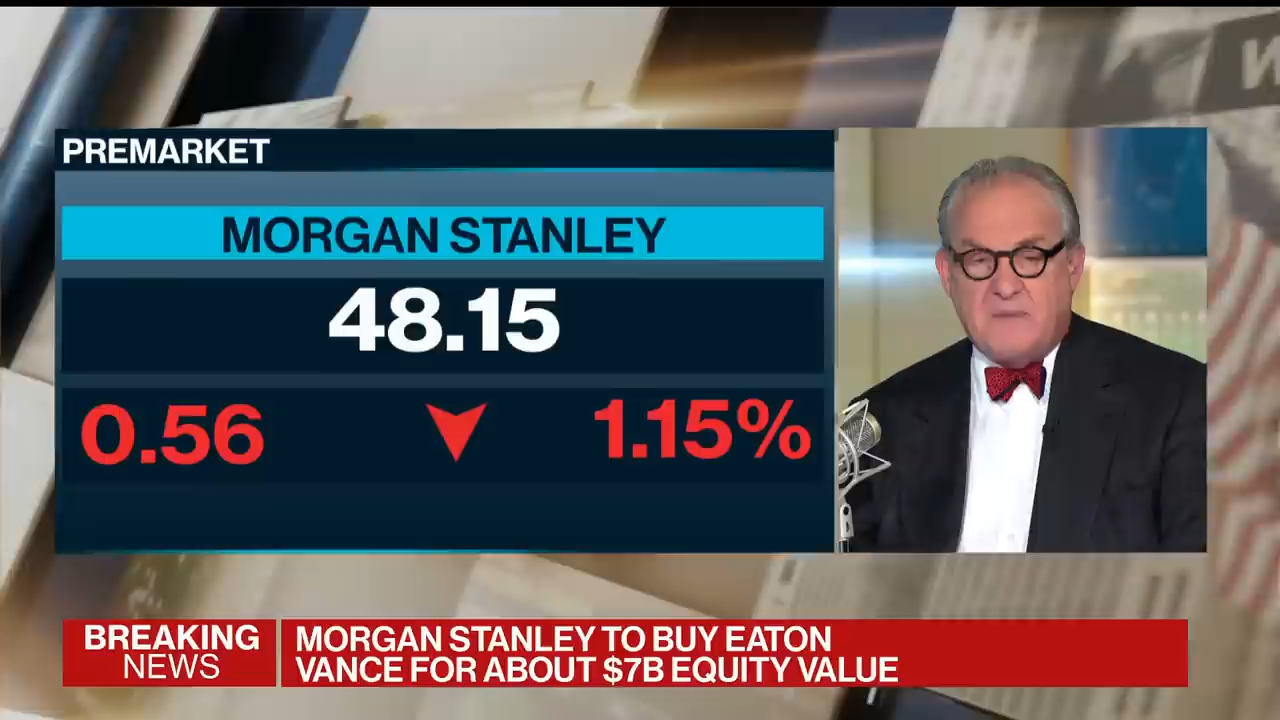 PREMARKET
MORGAN STANLEY
48.15
0.56 1.15%
BREAKING
NEWS
MORGAN STANLEY TO BUY EATON
VANCE FOR ABOUT $7B EQUITY VALUE